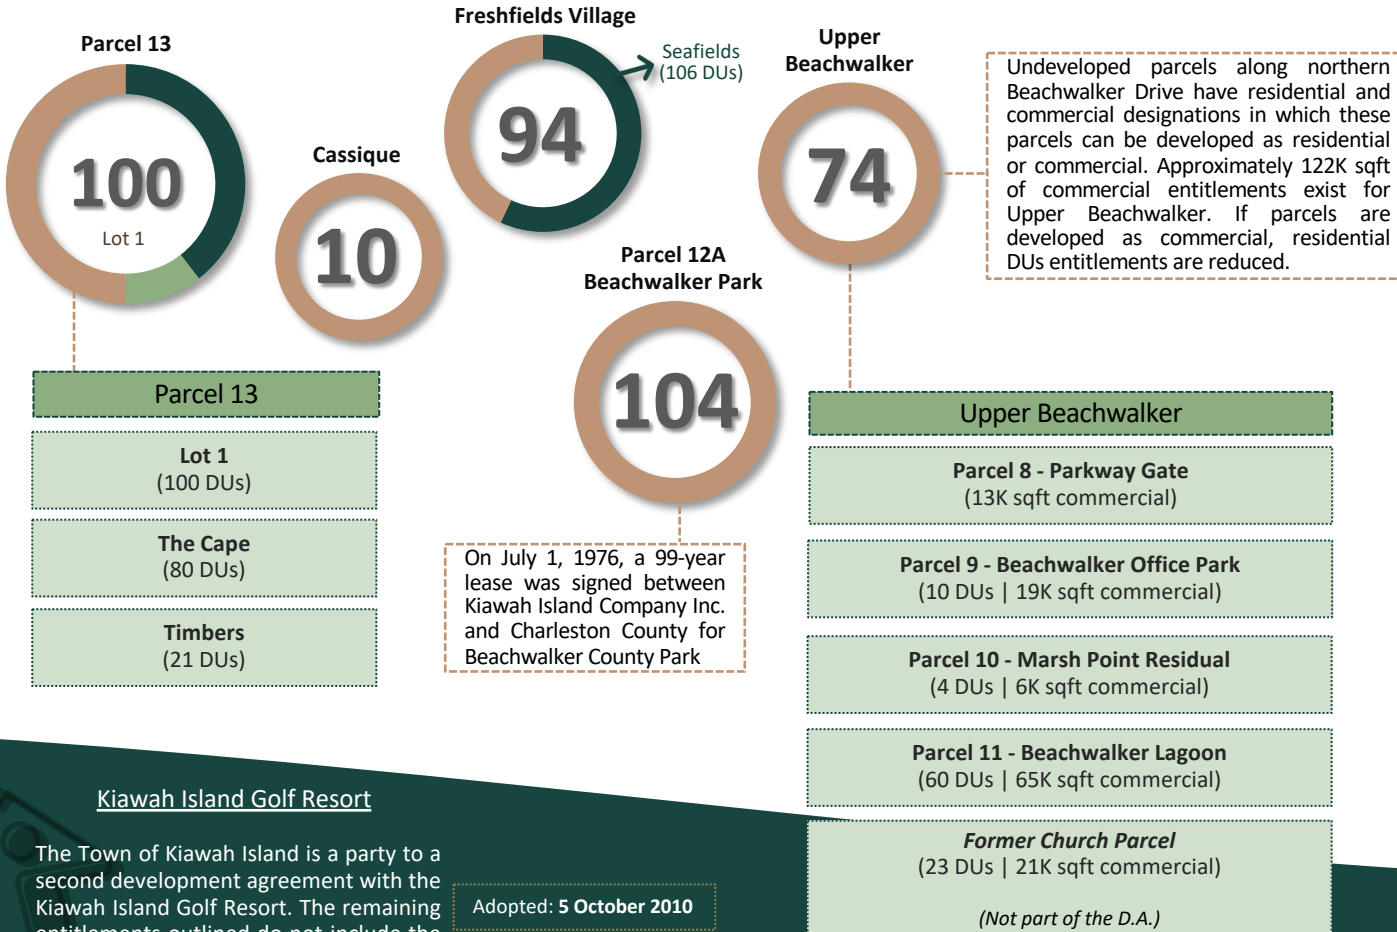 Parcel 13
100
Lot 1
Cassique
10
Freshfields Village
94
Seafields
(106 DUs)
Upper
Beachwalker
74
Undeveloped parcels along northern
Beachwalker Drive have residential and
commercial designations in which these
parcels can be developed as residential
or commercial. Approximately 122K sqft
of commercial entitlements exist for
Upper Beachwalker. If parcels are
developed as commercial, residential
DUs entitlements are reduced.
Parcel 12A
Beachwalker Park
104
On July 1, 1976, a 99-year
lease was signed between
Kiawah Island Company Inc.
and Charleston County for
Beachwalker County Park
Parcel 13
Lot 1
(100 DUs)
The Cape
(80 DUs)
Timbers
(21 DUs)
Upper Beachwalker
Parcel 8 - Parkway Gate
(13K sqft commercial)
Parcel 9 - Beachwalker Office Park
(10 DUs | 19K sqft commercial)
Parcel 10 - Marsh Point Residual
(4 DUs | 6K sqft commercial)
Parcel 11 - Beachwalker Lagoon
(60 DUs | 65K sqft commercial)
Former Church Parcel
(23 DUs | 21K sqft commercial)
(Not part of the D.A.)
Kiawah Island Golf Resort
The Town of Kiawah Island is a party to a
second development agreement with the
Kiawah Island Golf Resort. The remaining
entitlements outlined do not include the
Adopted: 5 October 2010